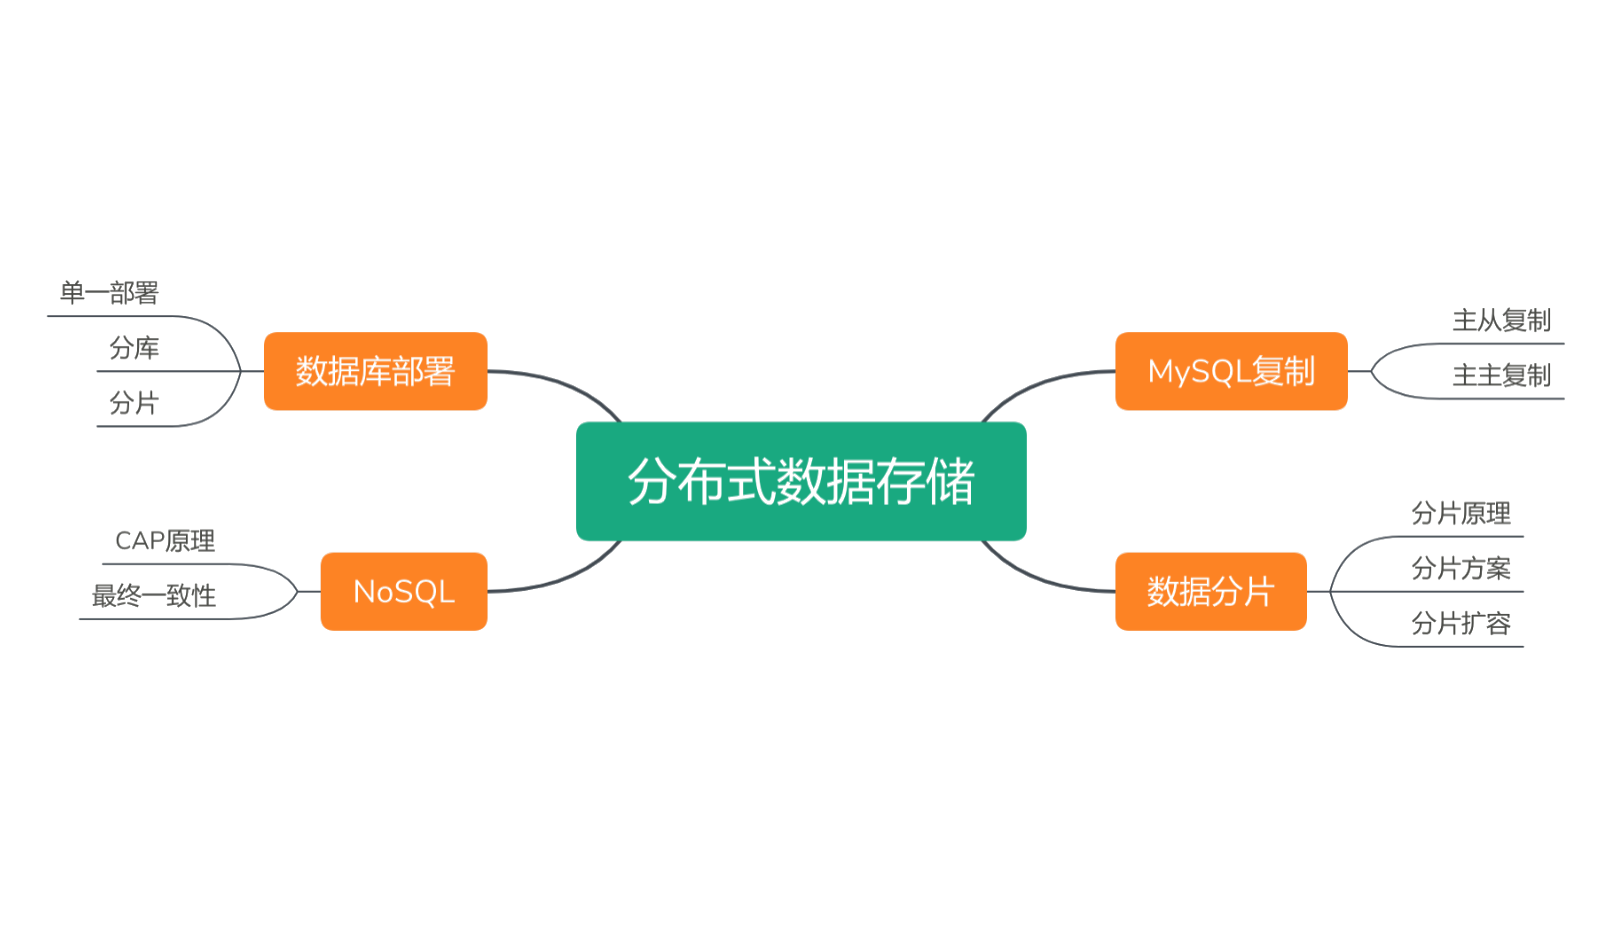 分布式数据存储
MySQL复制
主从复制
主主复制
数据分片
分片原理
分片方案
分片扩容
数据库部署
单一部署
分库
分片
NoSQL
CAP原理
最终一致性